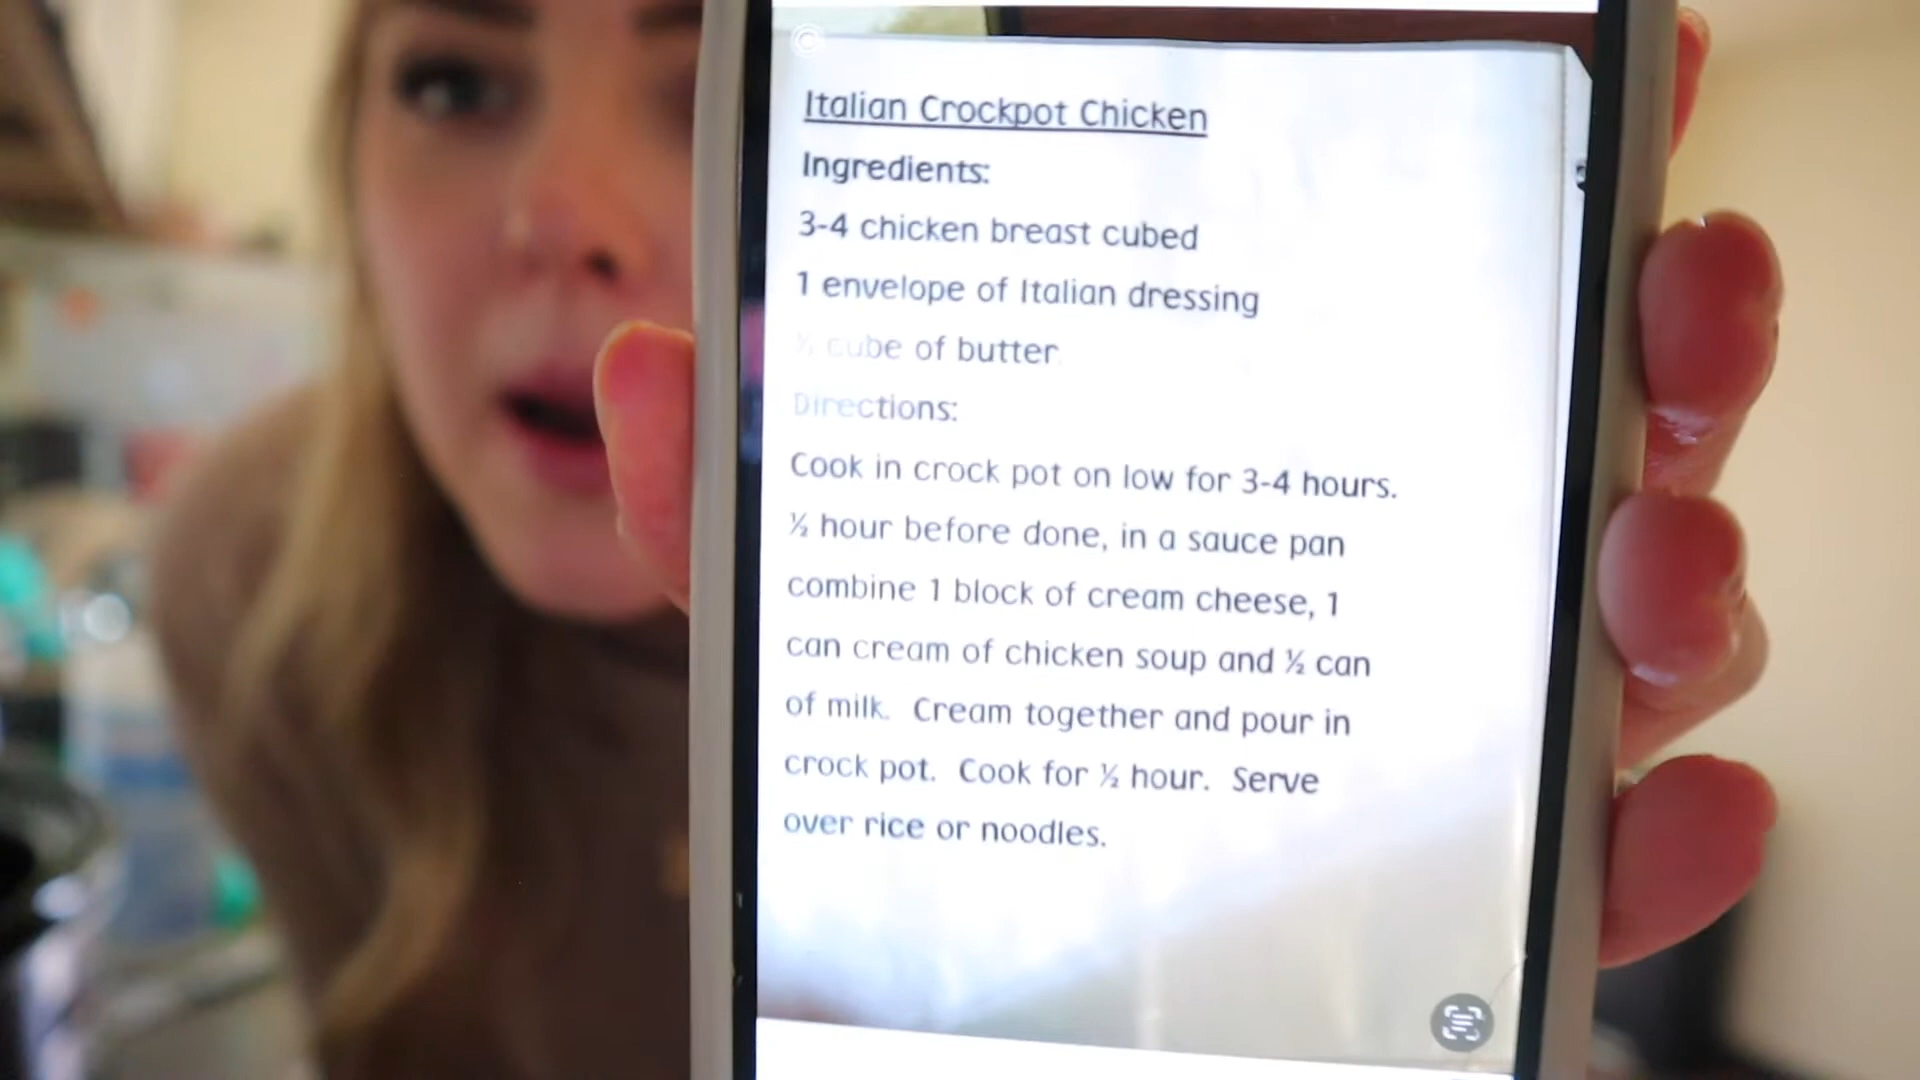 Italian Crockpot Chicken
Ingredients:
3-4 chicken breast cubed
1 envelope of Italian dressing
½ cube of butter
Directions:
Cook in crock pot on low for 3-4 hours.
½ hour before done, in a sauce pan
combine 1 block of cream cheese, 1
can cream of chicken soup and ½ can
of milk. Cream together and pour in
crock pot. Cook for ½ hour. Serve
over rice or noodles.